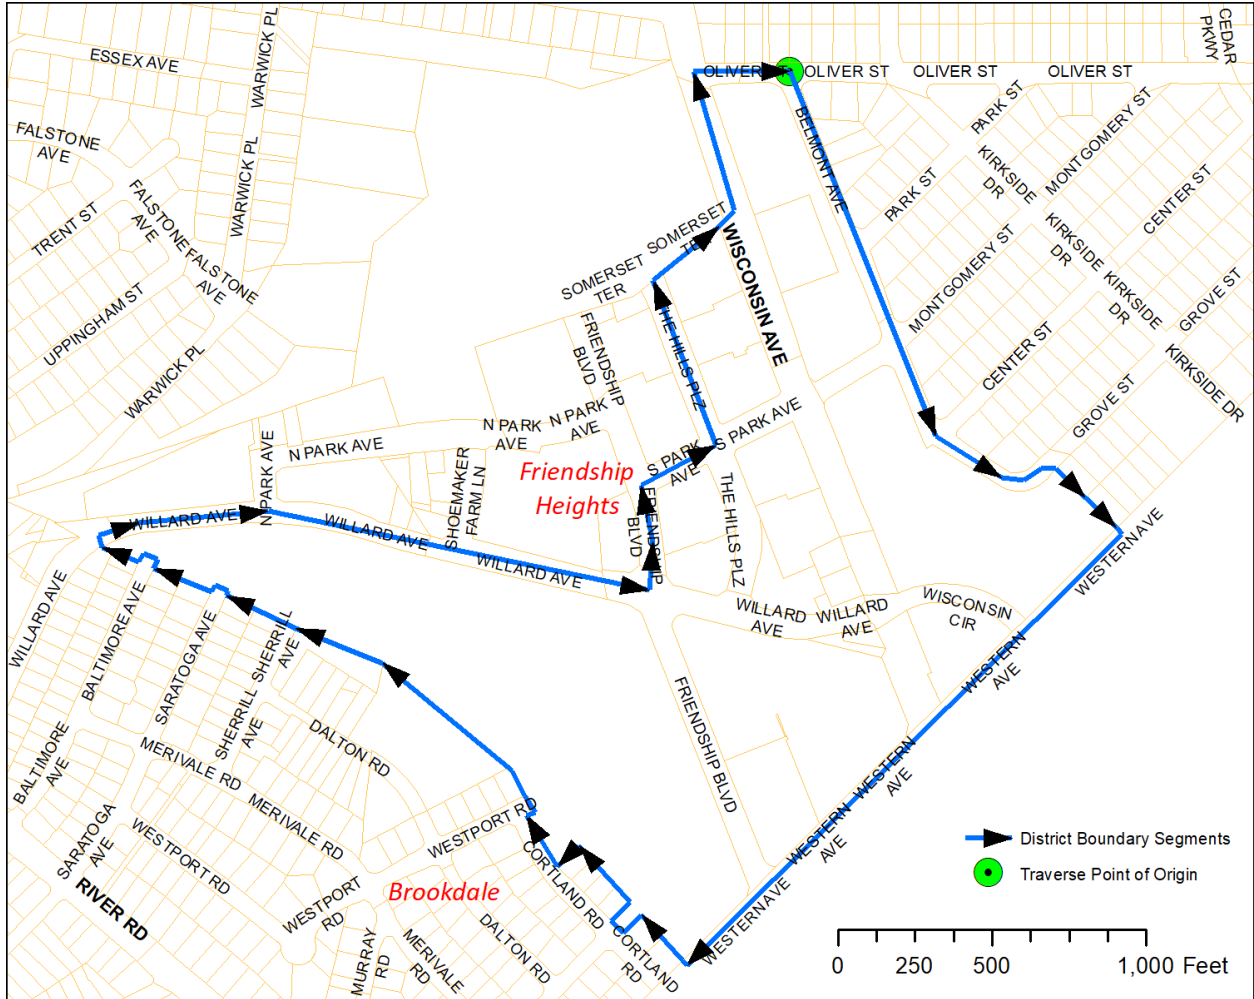 CEDAR
PKWY
WARWICK PL
ESSEX AVE
OLIVER ST
OLIVER ST
OLIVER ST
OLIVER ST
FALSTONE
AVE
WARWICK PL
BELMONT AVE
PARK ST
MONTGOMERY ST
KIRKSIDE
DR
PARK ST
CENTER ST
TRENT ST
FALSTONE
AVE
WARWICK PL
SOMERSET
TER
WISCONSIN AVE
KIRKSIDE
DR
MONTGOMERY ST
FALSTONE
AVE
SOMERSET
TER
KIRKSIDE
DR
GROVE ST
UPPINGHAM ST
FRIENDSHIP
BLVD
THE HILLS PLZ
CENTER ST
KIRKSIDE DR
WARWICK PL
GROVE ST
N PARK
AVE
N PARK
AVE
S PARK AVE
N PARK AVE
N PARK AVE
SHOEMAKER
FARM LN
Friendship
Heights
S PARK
AVE
FRIENDSHIP
BLVD
THE HILLS PLZ
WILLARD AVE
WILLARD AVE
WILLARD AVE
WESTERN AVE
WILLARD AVE
BALTIMORE AVE
SARATOGA AVE
SHERRILL
AVE
WILLARD
AVE
WILLARD
AVE
WISCONSIN
CIR
WESTERN
AVE
SHERRILL
AVE
FRIENDSHIP BLVD
DALTON RD
BALTIMORE
AVE
MERIVALE RD
MERIVALE RD
WESTERN
AVE
WESTPORT RD
SARATOGA
AVE
WESTPORT RD
WESTERN
AVE
CORTLAND RD
District Boundary Segments
Traverse Point of Origin
Brookdale
WESTPORT
RD
RIVER RD
WESTERN AVE
DALTON RD
CORTLAND
RD
MURRAY
RD
MERIVALE
RD
0 250 500 1,000 Feet